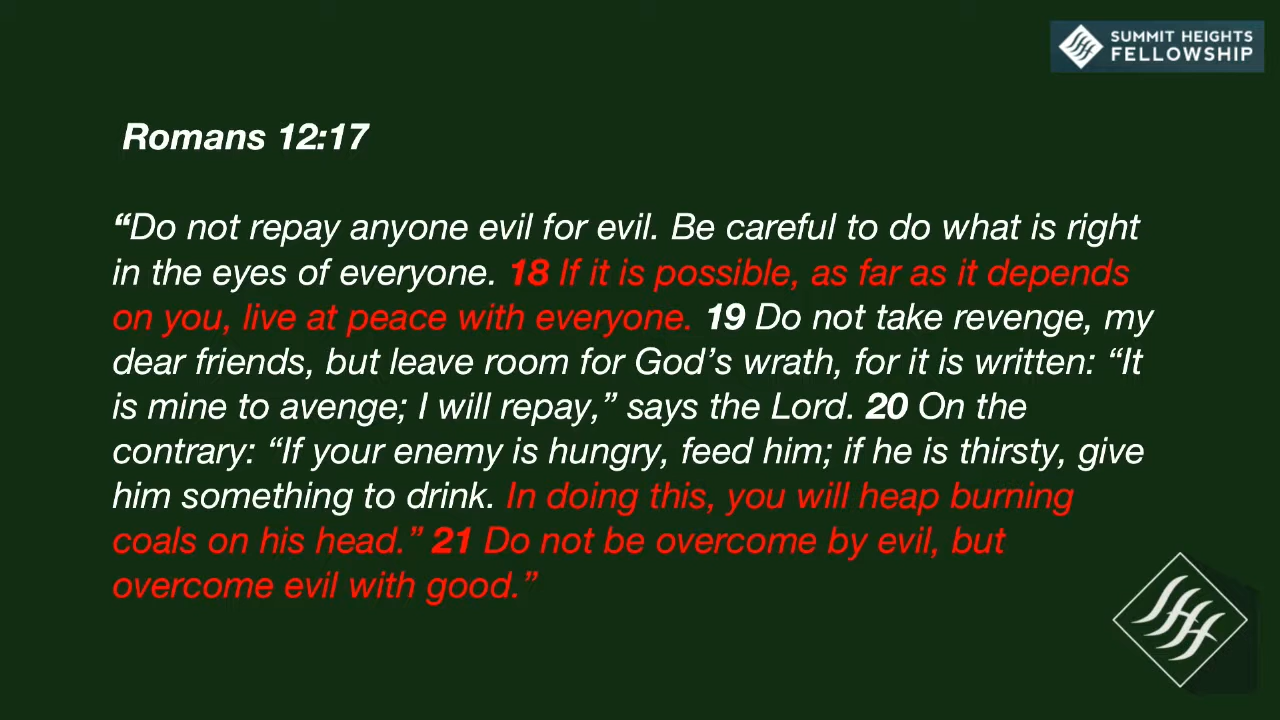 SUMMIT HEIGHTS
FELLOWSHIP
Romans 12:17
“Do not repay anyone evil for evil. Be careful to do what is right
in the eyes of everyone. 18 If it is possible, as far as it depends
on you, live at peace with everyone. 19 Do not take revenge, my
dear friends, but leave room for God’s wrath, for it is written: “It
is mine to avenge; I will repay,” says the Lord. 20 On the
contrary: “If your enemy is hungry, feed him; if he is thirsty, give
him something to drink. In doing this, you will heap burning
coals on his head.” 21 Do not be overcome by evil, but
overcome evil with good.”